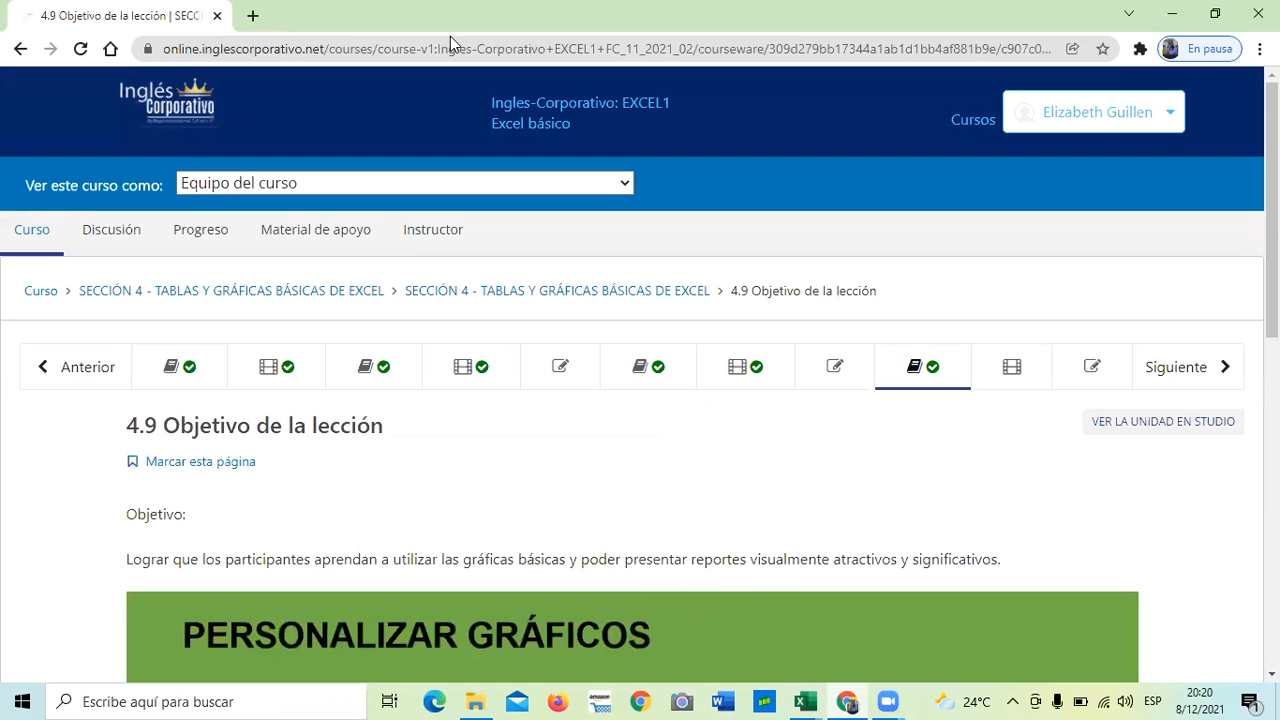 4.9 Objetivo de la lección | SECC
online.inglescorporativo.net/courses/course-v1:Ingles-Corporativo+EXCEL1+FC_11_2021_02/courseware/309d279bb17344a1ab1d1bb4af881b9e/c907c0...
En pausa
Inglés
Corporativo
Ingles-Corporativo: EXCEL1
Excel básico
Cursos
Elizabeth Guillen
Ver este curso como:
Equipo del curso
Curso
Discusión
Progreso
Material de apoyo
Instructor
Curso > SECCIÓN 4 - TABLAS Y GRÁFICAS BÁSICAS DE EXCEL > SECCIÓN 4 - TABLAS Y GRÁFICAS BÁSICAS DE EXCEL > 4.9 Objetivo de la lección
Anterior
Siguiente
4.9 Objetivo de la lección
VER LA UNIDAD EN STUDIO
Marcar esta página
Objetivo:
Lograr que los participantes aprendan a utilizar las gráficas básicas y poder presentar reportes visualmente atractivos y significativos.
PERSONALIZAR GRÁFICOS
Escribe aquí para buscar
24°C
ESP
20:20
8/12/2021